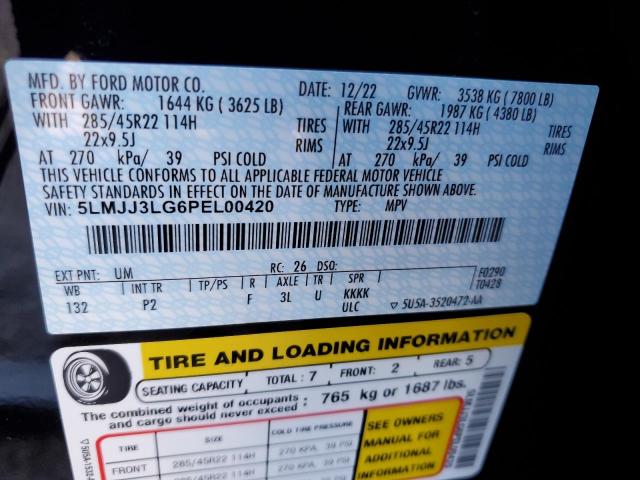 MFD. BY FORD MOTOR CO.
DATE: 12/22 GVWR: 3538 KG ( 7800 LB)
FRONT GAWR: 1644 KG ( 3625 LB) REAR GAWR: 1987 KG ( 4380 LB)
WITH 285/45R22 114H TIRES WITH 285/45R22 114H TIRES
22x9.5J RIMS 22x9.5J RIMS
AT 270 kPa/ 39 PSI COLD AT 270 kPa/ 39 PSI COLD
THIS VEHICLE CONFORMS TO ALL APPLICABLE FEDERAL MOTOR VEHICLE
SAFETY STANDARDS IN EFFECT ON THE DATE OF MANUFACTURE SHOWN ABOVE.
VIN: 5LMJJ3LG6PEL00420 TYPE: MPV
F0290
T0428
EXT PNT: UM RC: 26 DSO:
WB INT TR TP/PS R AXLE TR SPR
132 P2 F 3L U KKKK
ULC ▽ 5U5A-3520472-AA
TIRE AND LOADING INFORMATION
SEATING CAPACITY TOTAL: 7 FRONT: 2 REAR: 5
The combined weight of occupants
and cargo should never exceed : 765 kg or 1687 lbs.
TIRE SIZE COLD TIRE PRESSURE
FRONT 285/45R22 114H 270 KPA, 39 PSI
285/45R22 114H
SEE OWNERS
MANUAL FOR
ADDITIONAL
INFORMATION